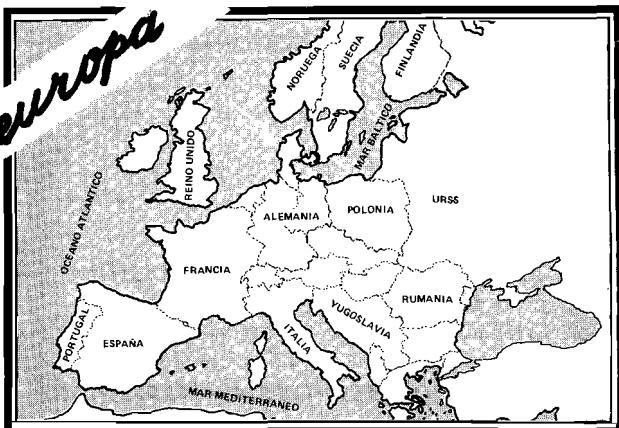 europa
NORUEGA
SUECIA
FINLANDIA
MAR BALTICO
REINO UNIDO
OCEANO ATLANTICO
ALEMANIA
POLONIA
URSS
FRANCIA
RUMANIA
YUGOSLAVIA
ITALIA
PORTUGAL
ESPAÑA
MAR MEDITERRANEO